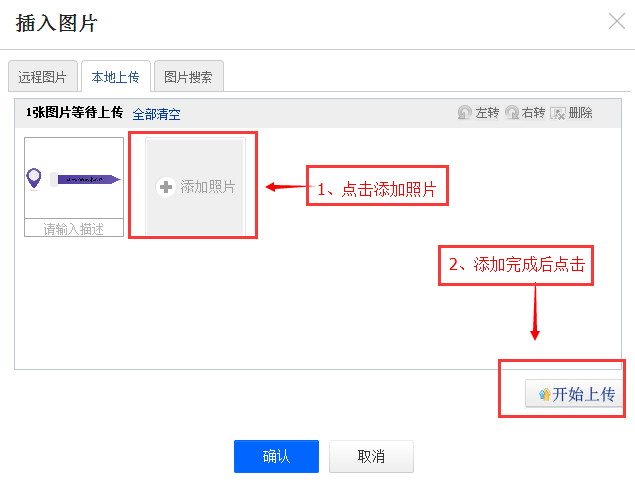 插入图片
远程图片 本地上传 图片搜索
1张图片等待上传 全部清空 左转 右转 删除
添加照片
1、点击添加照片
请输入描述
2、添加完成后点击
开始上传
确认 取消